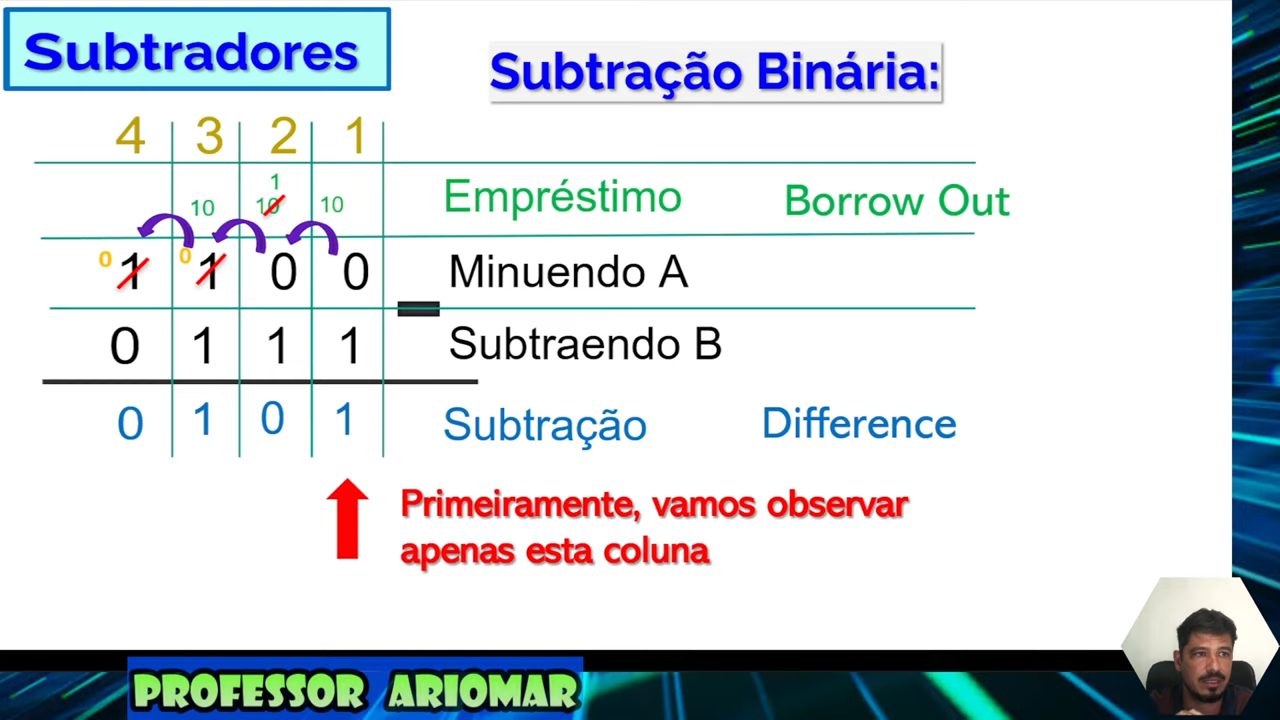 Subtradores
Subtração Binária:
4 3 2 1
1
10 10 10 Empréstimo Borrow Out
0 1 0 1 0 0 Minuendo A
0 1 1 1 Subtraendo B
0 1 0 1 Subtração Difference
Primeiramente, vamos observar
apenas esta coluna
PROFESSOR ARIOMAR